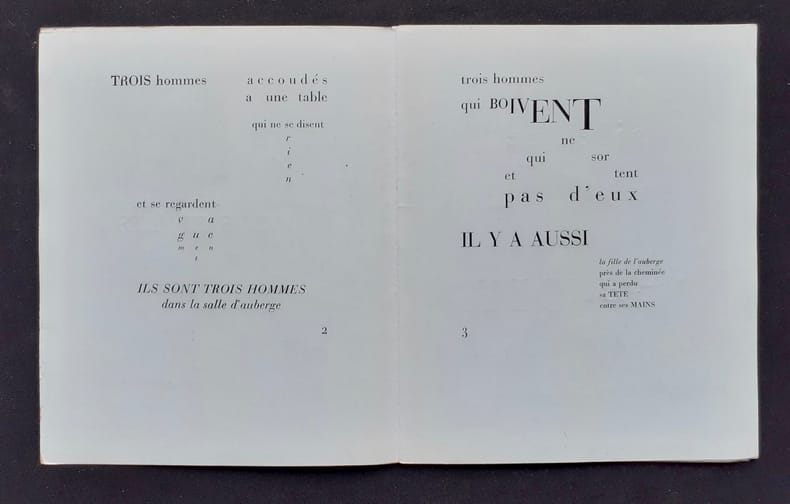 TROIS hommes accoudés
a une table
qui ne se disent
r
i
e
n
et se regardent
v a
g u e
m e n
t
ILS SONT TROIS HOMMES
dans la salle d'auberge
2
trois hommes
qui BOIVENT
ne
qui sor
et tent
pas d'eux
IL Y A AUSSI
la fille de l'auberge
près de la cheminée
qui a perdu
sa TETE
entre ses MAINS
3